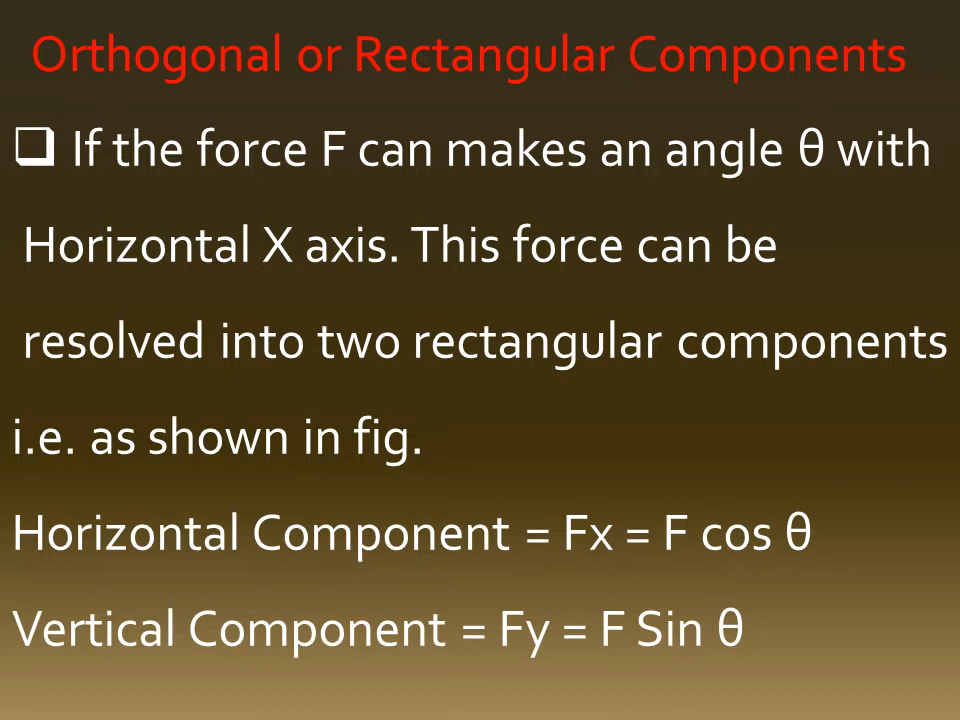 Orthogonal or Rectangular Components
❑ If the force F can makes an angle θ with
Horizontal X axis. This force can be
resolved into two rectangular components
i.e. as shown in fig.
Horizontal Component = Fx = F cos θ
Vertical Component = Fy = F Sin θ